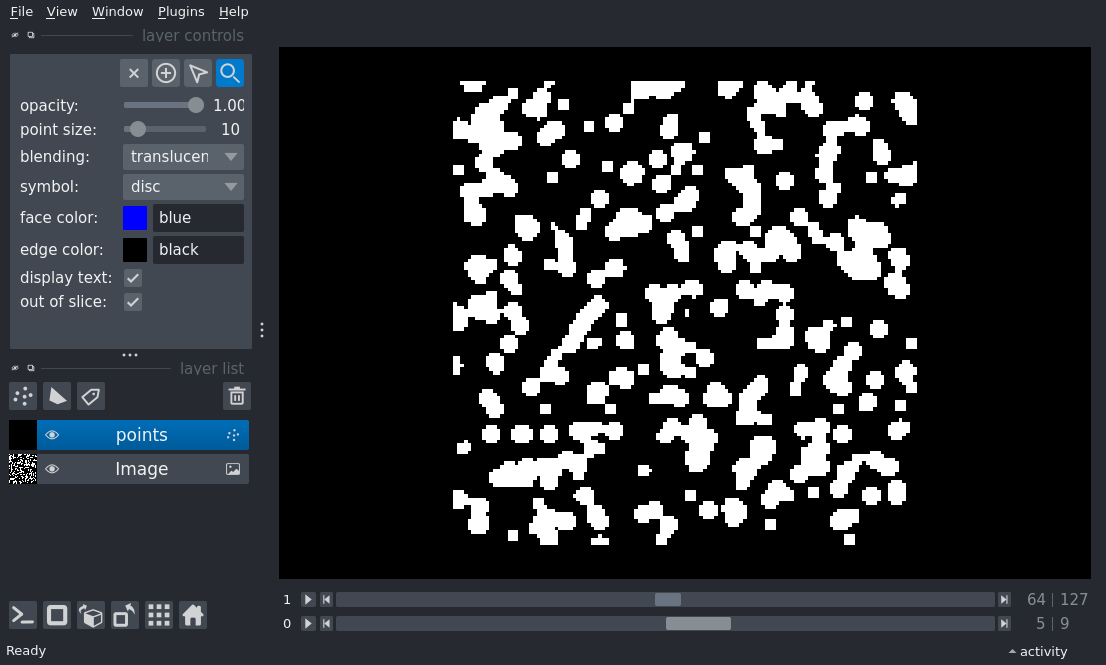 File View Window Plugins Help
layer controls
opacity: 1.00
point size: 10
blending: translucen
symbol: disc
face color: blue
edge color: black
display text:
out of slice:
layer list
points
Image
1 64 | 127
0 5 | 9
Ready activity